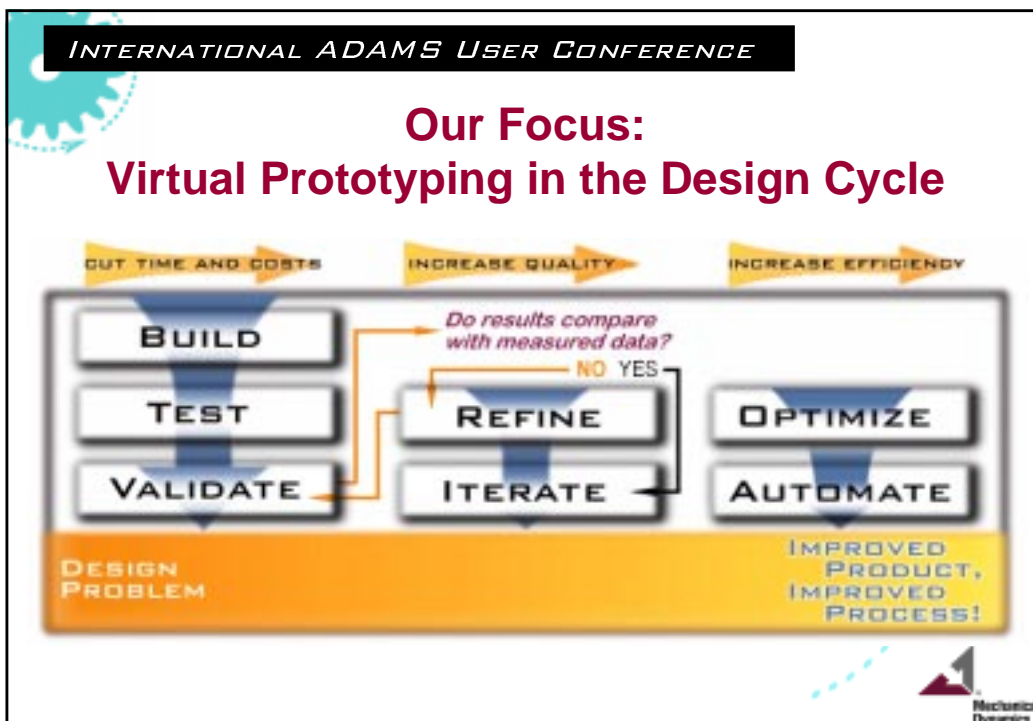 INTERNATIONAL ADAMS USER CONFERENCE
Our Focus:
Virtual Prototyping in the Design Cycle
CUT TIME AND COSTS
INCREASE QUALITY
INCREASE EFFICIENCY
BUILD
TEST
VALIDATE
Do results compare
with measured data?
NO YES
REFINE
ITERATE
OPTIMIZE
AUTOMATE
DESIGN
PROBLEM
IMPROVED
PRODUCT,
IMPROVED
PROCESS!
Mechanical
Dynamics